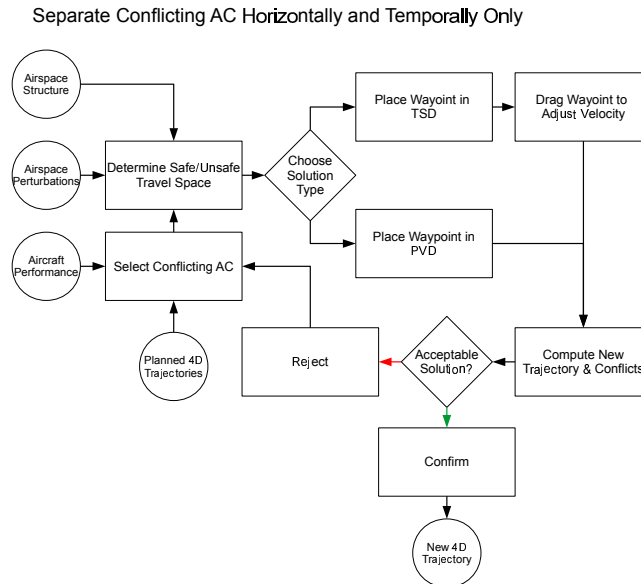 Separate Conflicting AC Horizontally and Temporally Only
Airspace
Structure
Place Wayoint in
TSD
Drag Waypoint to
Adjust Velocity
Airspace
Perturbations
Determine Safe/Unsafe
Travel Space
Choose
Solution
Type
Aircraft
Performance
Select Conflicting AC
Place Waypoint in
PVD
Planned 4D
Trajectories
Reject
Acceptable
Solution?
Compute New
Trajectory & Conflicts
Confirm
New 4D
Trajectory